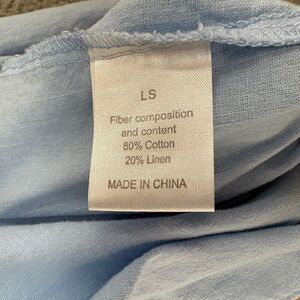 LS
Fiber composition
and content
80% Cotton
20% Linen
MADE IN CHINA